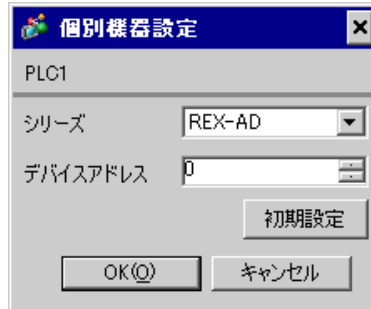 個別機器設定
PLC1
シリーズ REX-AD
デバイスアドレス 0
初期設定
OK(O) キャンセル